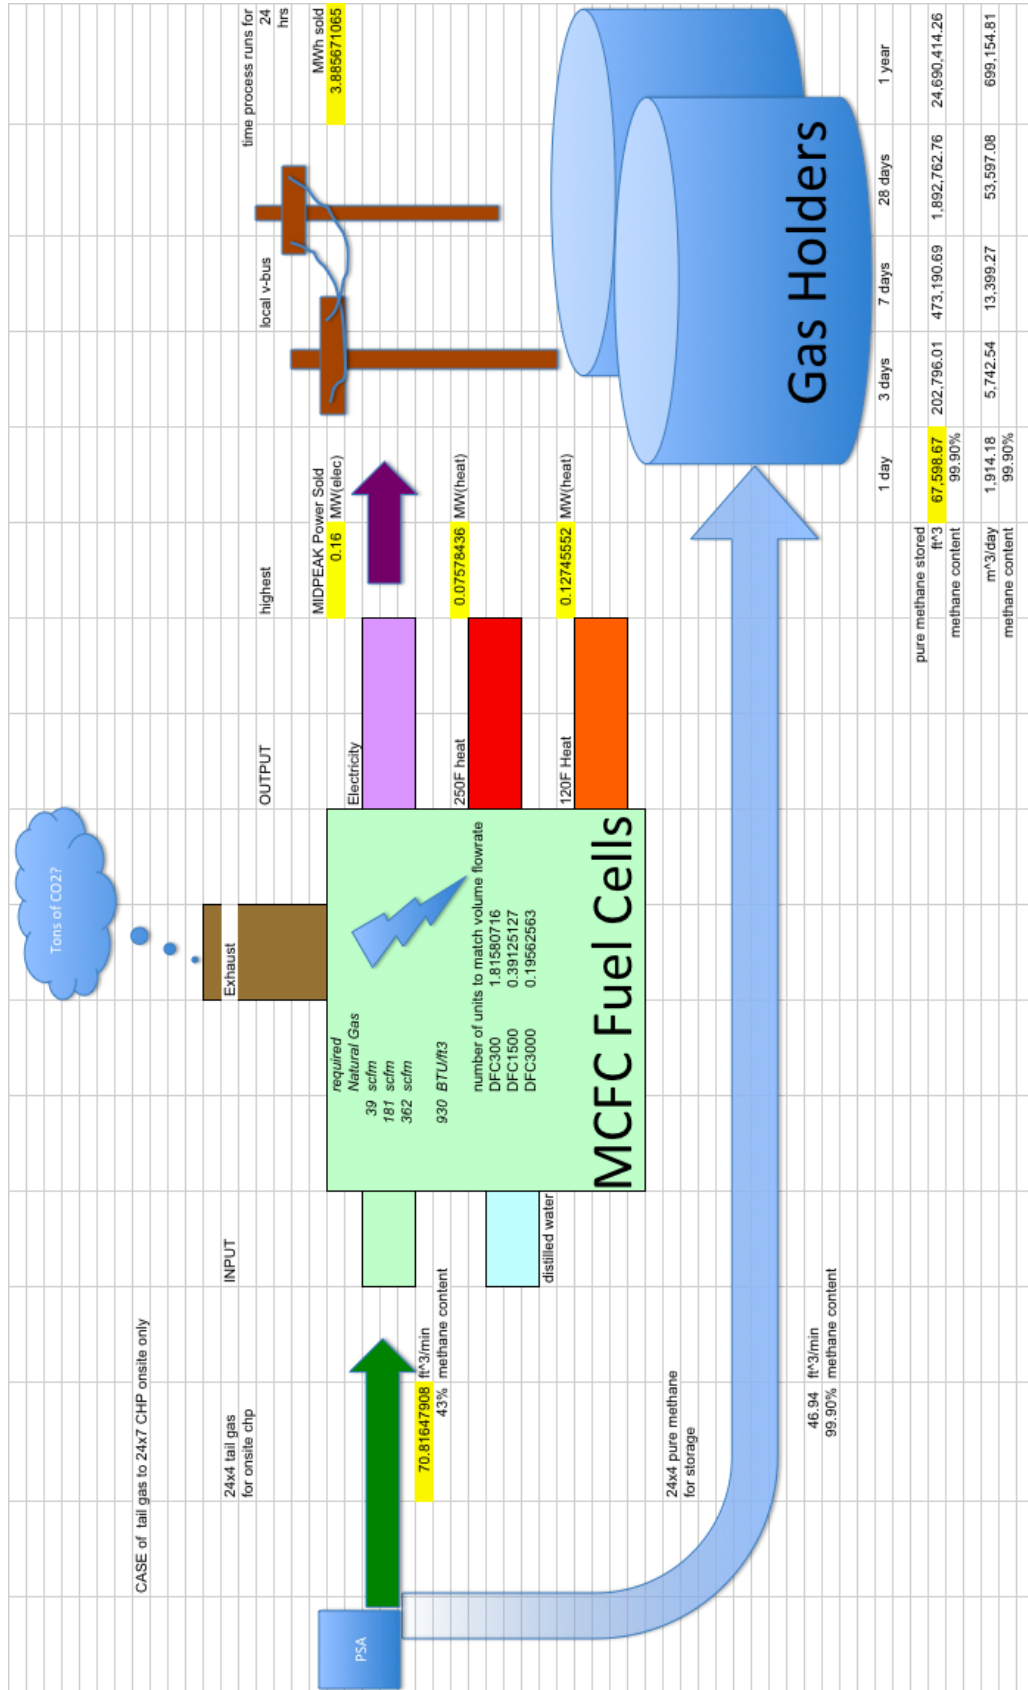 CASE of tail gas to 24x7 CHP onsite only
Tons of CO2?
24x4 tail gas
for onsite chp
INPUT
Exhaust
OUTPUT
highest
local v-bus
time process runs for
24
hrs
MIDPEAK Power Sold
0.16 MW(elec)
MWh sold
3.885671065
PSA
70.81647908 ft^3/min
43% methane content
distilled water
required
Natural Gas
39 scfm
181 scfm
362 scfm
930 BTU/ft3
number of units to match volume flowrate
DFC300 1.81580716
DFC1500 0.39125127
DFC3000 0.19562563
MCFC Fuel Cells
Electricity
250F heat
0.07578436 MW(heat)
120F Heat
0.12745552 MW(heat)
24x4 pure methane
for storage
46.94 ft^3/min
99.90% methane content
Gas Holders
1 day 3 days 7 days 28 days 1 year
pure methane stored
ft^3 67,598.67 202,796.01 473,190.69 1,892,762.76 24,690,414.26
methane content 99.90%
m^3/day 1,914.18 5,742.54 13,399.27 53,597.08 699,154.81
methane content 99.90%